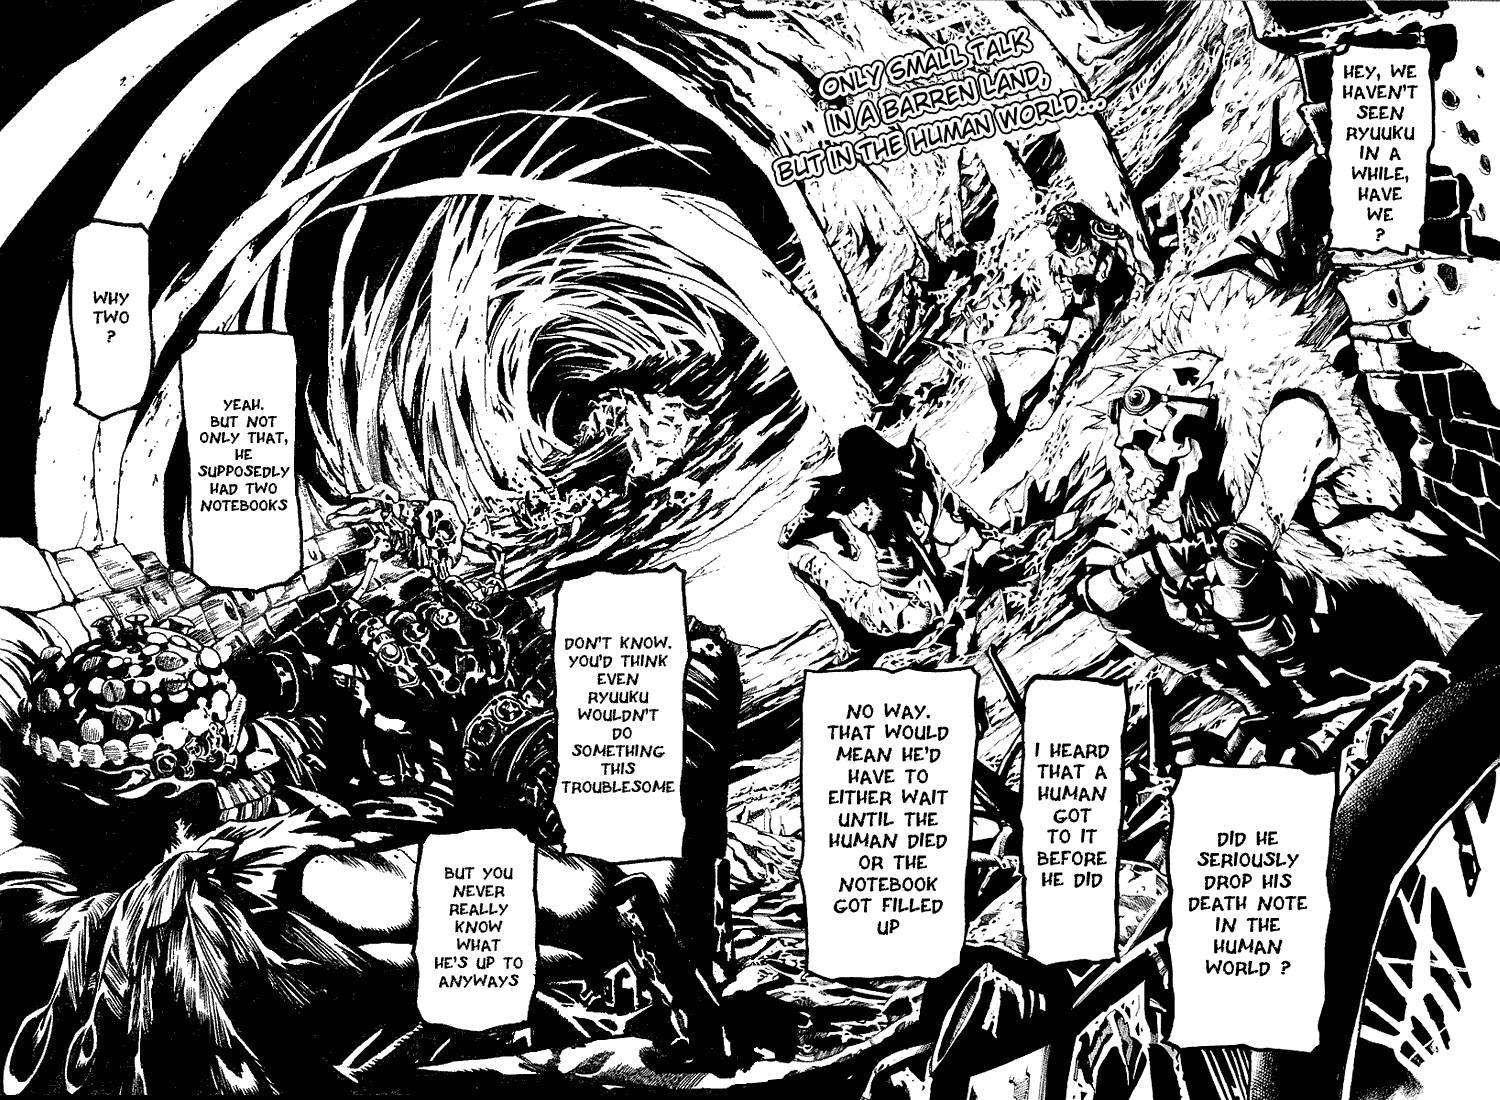 HEY, WE
HAVEN'T
SEEN
RYUUKU
IN A
WHILE,
HAVE
WE
?
ONLY SMALL TALK
IN A BARREN LAND,
BUT IN THE HUMAN WORLD...
DID HE
SERIOUSLY
DROP HIS
DEATH NOTE
IN THE
HUMAN
WORLD ?
I HEARD
THAT A
HUMAN
GOT
TO IT
BEFORE
HE DID
NO WAY.
THAT WOULD
MEAN HE'D
HAVE TO
EITHER WAIT
UNTIL THE
HUMAN DIED
OR THE
NOTEBOOK
GOT FILLED
UP
YEAH.
BUT NOT
ONLY THAT,
HE
SUPPOSEDLY
HAD TWO
NOTEBOOKS
WHY
TWO
?
DON'T KNOW.
YOU'D THINK
EVEN
RYUUKU
WOULDN'T
DO
SOMETHING
THIS
TROUBLESOME
BUT YOU
NEVER
REALLY
KNOW
WHAT
HE'S UP TO
ANYWAYS